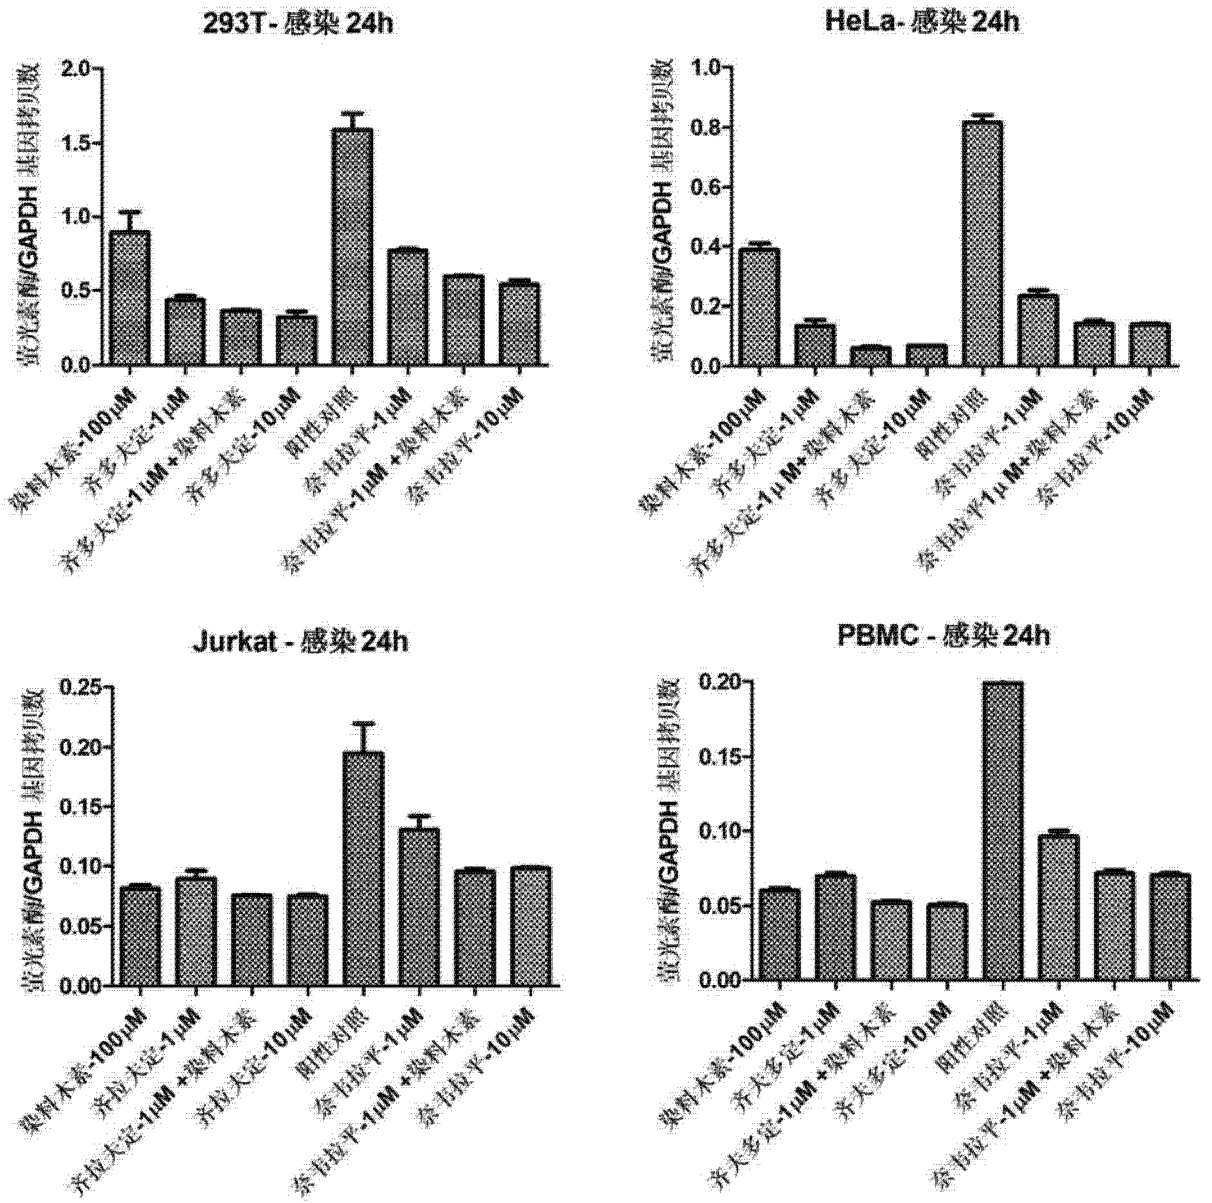 293T- 感染 24h
萤光素酶/GAPDH 基因拷贝数
2.0
1.5
1.0
0.5
0.0
染料木素-100μM
齐多夫定-1μM
齐多夫定-1μM+染料木素
齐多夫定-10μM
阳性对照
奈韦拉平-1μM
奈韦拉平-1μM +染料木素
奈韦拉平-10μM
HeLa- 感染 24h
萤光素酶/GAPDH 基因拷贝数
1.0
0.8
0.6
0.4
0.2
0.0
染料木素-100μM
齐多夫定-1μM
齐多夫定-1μM+染料木素
齐多夫定-10μM
阳性对照
奈韦拉平-1μM
奈韦拉平1μM+染料木素
奈韦拉平-10μM
Jurkat - 感染 24h
萤光素酶/GAPDH 基因拷贝数
0.25
0.20
0.15
0.10
0.05
0.00
染料木素-100μM
齐拉夫定-1μM
齐拉夫定-1μM +染料木素
齐拉夫定-10μM
阳性对照
奈韦拉平-1μM
奈韦拉平-1μM +染料木素
奈韦拉平-10μM
PBMC - 感染 24h
萤光素酶/GAPDH 基因拷贝数
0.20
0.15
0.10
0.05
0.00
染料木素-100μM
齐夫多定-1μM
齐夫多定-1μM +染料木素
齐夫多定-10μM
阳性对照
奈韦拉平-1μM
奈韦拉平-1μM +染料木素
奈韦拉平-10μM